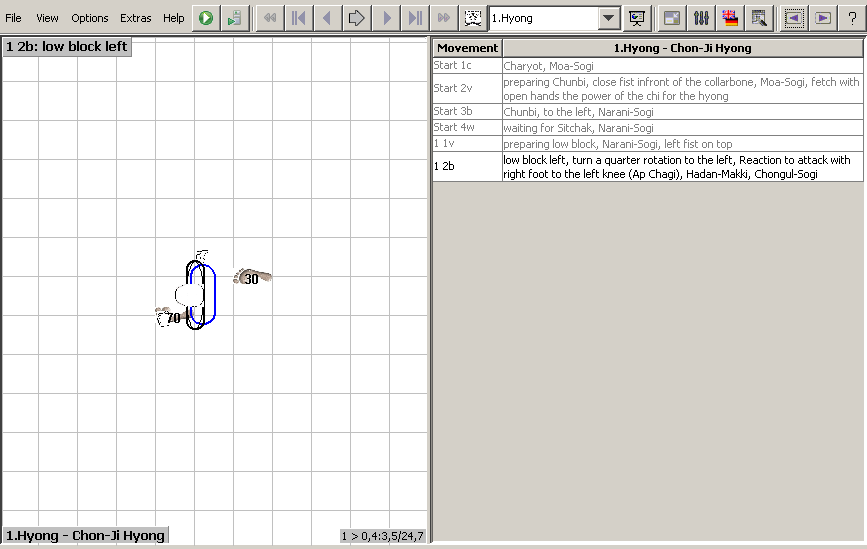 File View Options Extras Help 1.Hyong ?
1 2b: low block left
Movement 1.Hyong - Chon-Ji Hyong
Start 1c Charyot, Moa-Sogi
Start 2v preparing Chunbi, close fist infront of the collarbone, Moa-Sogi, fetch with
open hands the power of the chi for the hyong
Start 3b Chunbi, to the left, Narani-Sogi
Start 4w waiting for Sitchak, Narani-Sogi
1 1v preparing low block, Narani-Sogi, left fist on top
1 2b low block left, turn a quarter rotation to the left, Reaction to attack with
right foot to the left knee (Ap Chagi), Hadan-Makki, Chongul-Sogi
30
70
1.Hyong - Chon-Ji Hyong 1 > 0,4:3,5/24,7